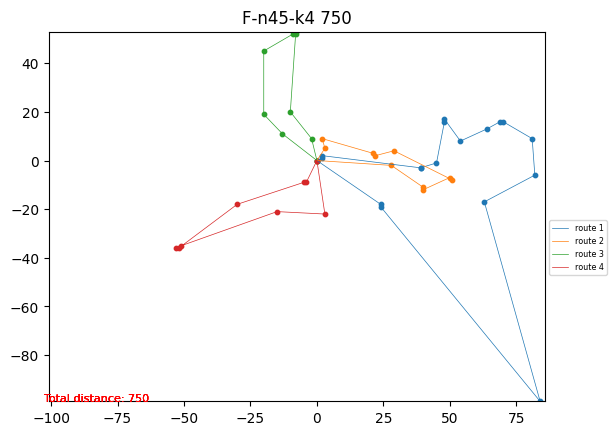 F-n45-k4 750
40
20
0
−20
−40
−60
−80
−100 −75 −50 −25 0 25 50 75
route 1
route 2
route 3
route 4
Total distance: 750